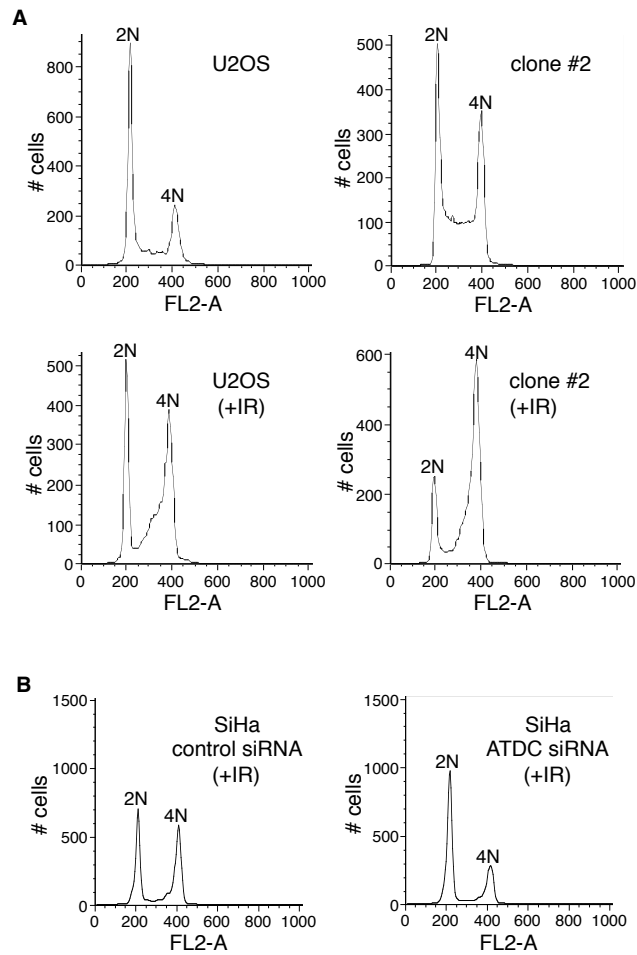 A
2N
4N
U2OS
# cells
800
600
400
200
0
0 200 400 600 800 1000
FL2-A
2N
4N
clone #2
# cells
500
400
300
200
100
0
0 200 400 600 800 1000
FL2-A
2N
4N
U2OS
(+IR)
# cells
500
400
300
200
100
0
0 200 400 600 800 1000
FL2-A
2N
4N
clone #2
(+IR)
# cells
600
400
200
0
0 200 400 600 800 1000
FL2-A
B
SiHa
control siRNA
(+IR)
2N
4N
# cells
1500
1000
500
0
0 200 400 600 800 1000
FL2-A
SiHa
ATDC siRNA
(+IR)
2N
4N
# cells
1500
1000
500
0
0 200 400 600 800 1000
FL2-A